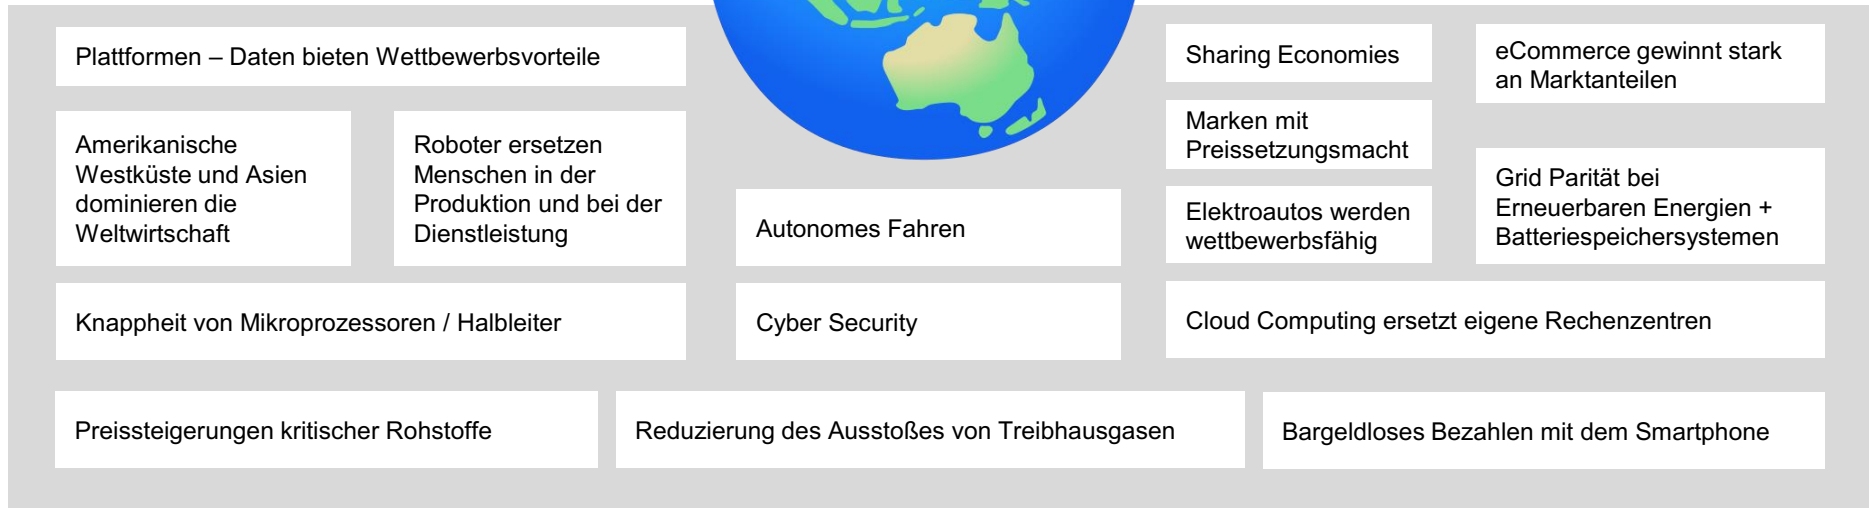 Plattformen – Daten bieten Wettbewerbsvorteile
Amerikanische
Westküste und Asien
dominieren die
Weltwirtschaft
Roboter ersetzen
Menschen in der
Produktion und bei der
Dienstleistung
Knappheit von Mikroprozessoren / Halbleiter
Autonomes Fahren
Cyber Security
Sharing Economies
Marken mit
Preissetzungsmacht
Elektroautos werden
wettbewerbsfähig
eCommerce gewinnt stark
an Marktanteilen
Grid Parität bei
Erneuerbaren Energien +
Batteriespeichersystemen
Cloud Computing ersetzt eigene Rechenzentren
Preissteigerungen kritischer Rohstoffe
Reduzierung des Ausstoßes von Treibhausgasen
Bargeldloses Bezahlen mit dem Smartphone